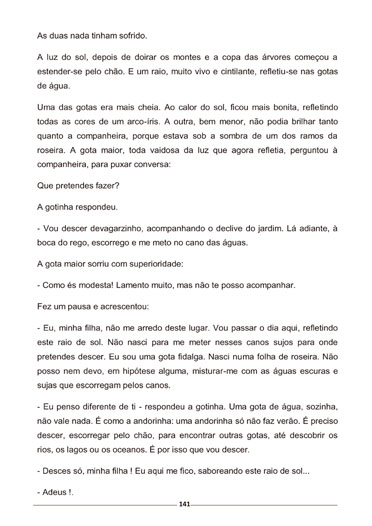 As duas nada tinham sofrido.
A luz do sol, depois de doirar os montes e a copa das árvores começou a
estender-se pelo chão. E um raio, muito vivo e cintilante, refletiu-se nas gotas
de água.
Uma das gotas era mais cheia. Ao calor do sol, ficou mais bonita, refletindo
todas as cores de um arco-íris. A outra, bem menor, não podia brilhar tanto
quanto a companheira, porque estava sob a sombra de um dos ramos da
roseira. A gota maior, toda vaidosa da luz que agora refletia, perguntou à
companheira, para puxar conversa:
Que pretendes fazer?
A gotinha respondeu.
- Vou descer devagarzinho, acompanhando o declive do jardim. Lá adiante, à
boca do rego, escorrego e me meto no cano das águas.
A gota maior sorriu com superioridade:
- Como és modesta! Lamento muito, mas não te posso acompanhar.
Fez um pausa e acrescentou:
- Eu, minha filha, não me arredo deste lugar. Vou passar o dia aqui, refletindo
este raio de sol. Não nasci para me meter nesses canos sujos para onde
pretendes descer. Eu sou uma gota fidalga. Nasci numa folha de roseira. Não
posso nem devo, em hipótese alguma, misturar-me com as águas escuras e
sujas que escorregam pelos canos.
- Eu penso diferente de ti - respondeu a gotinha. Uma gota de água, sozinha,
não vale nada. É como a andorinha: uma andorinha só não faz verão. É preciso
descer, escorregar pelo chão, para encontrar outras gotas, até descobrir os
rios, os lagos ou os oceanos. É por isso que vou descer.
- Desces só, minha filha ! Eu aqui me fico, saboreando este raio de sol...
- Adeus !.
141